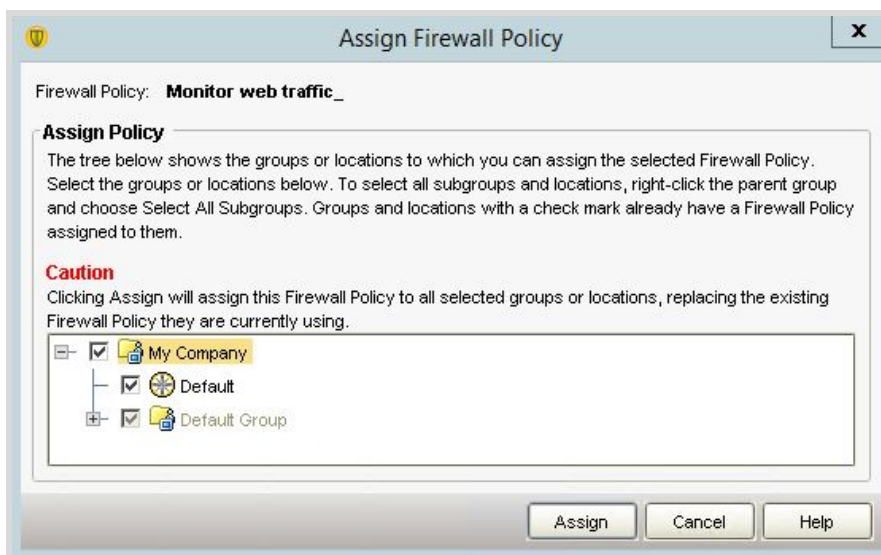 Assign Firewall Policy
x
Firewall Policy: Monitor web traffic_
Assign Policy
The tree below shows the groups or locations to which you can assign the selected Firewall Policy.
Select the groups or locations below. To select all subgroups and locations, right-click the parent group
and choose Select All Subgroups. Groups and locations with a check mark already have a Firewall Policy
assigned to them.
Caution
Clicking Assign will assign this Firewall Policy to all selected groups or locations, replacing the existing
Firewall Policy they are currently using.
My Company
Default
Default Group
Assign Cancel Help